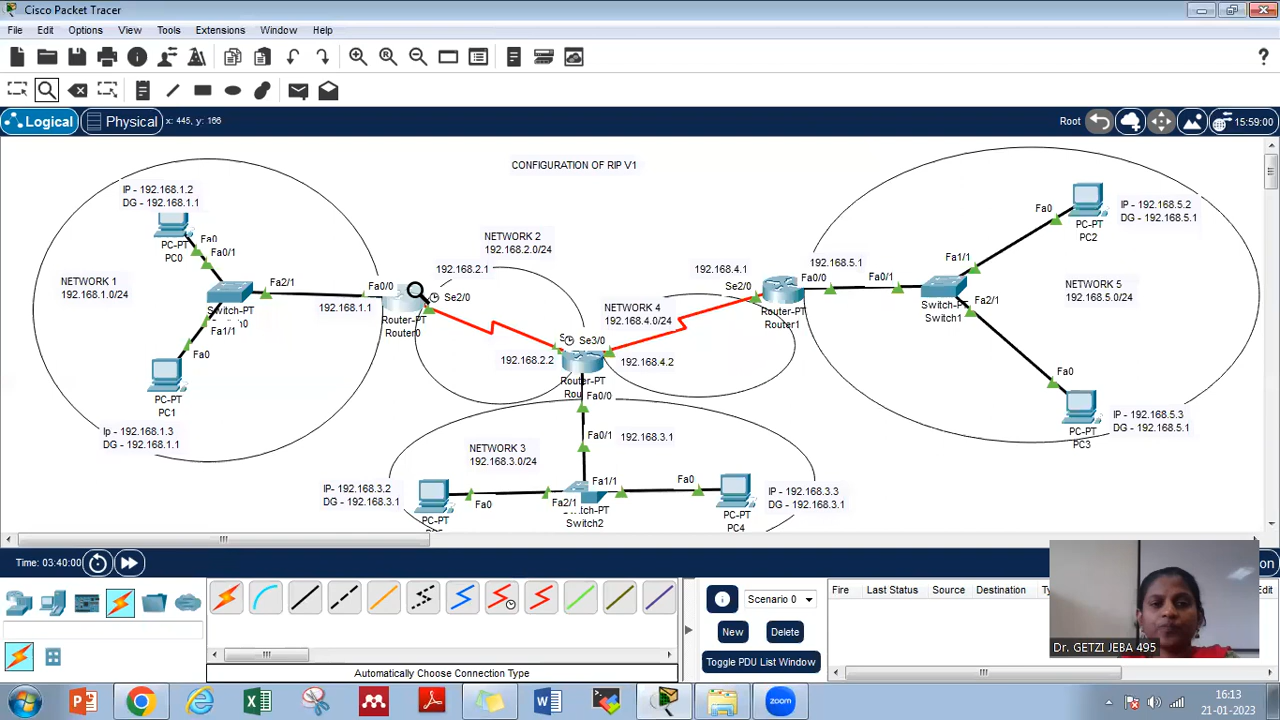 Cisco Packet Tracer
File Edit Options View Tools Extensions Window Help
Logical Physical x: 445, y: 166 Root 15:59:00
CONFIGURATION OF RIP V1
IP - 192.168.1.2
DG - 192.168.1.1
PC-PT
PC0
Fa0
Fa0/1
NETWORK 1
192.168.1.0/24
Fa2/1
Switch-PT
Fa1/1
Fa0
PC-PT
PC1
Ip - 192.168.1.3
DG - 192.168.1.1
Fa0/0
192.168.1.1
Router-PT
Router0
NETWORK 2
192.168.2.0/24
192.168.2.1
Se2/0
192.168.2.2
Se3/0
Router-PT
Fa0/0
NETWORK 4
192.168.4.0/24
192.168.4.2
192.168.4.1
Se2/0
Router-PT
Router1
Fa0/0
192.168.5.1
Fa0/1
Fa1/1
Switch-PT
Switch1
Fa2/1
Fa0
PC-PT
PC2
IP - 192.168.5.2
DG - 192.168.5.1
NETWORK 5
192.168.5.0/24
Fa0
PC-PT
PC3
IP - 192.168.5.3
DG - 192.168.5.1
Fa0/1
192.168.3.1
NETWORK 3
192.168.3.0/24
IP- 192.168.3.2
DG - 192.168.3.1
PC-PT
Fa0
Fa2/1
Fa1/1
Switch2
Fa0
PC-PT
PC4
IP - 192.168.3.3
DG - 192.168.3.1
Time: 03:40:00
Scenario 0
New Delete
Toggle PDU List Window
Fire Last Status Source Destination
Automatically Choose Connection Type
Dr. GETZI JEBA 495
zoom
16:13
21-01-2023